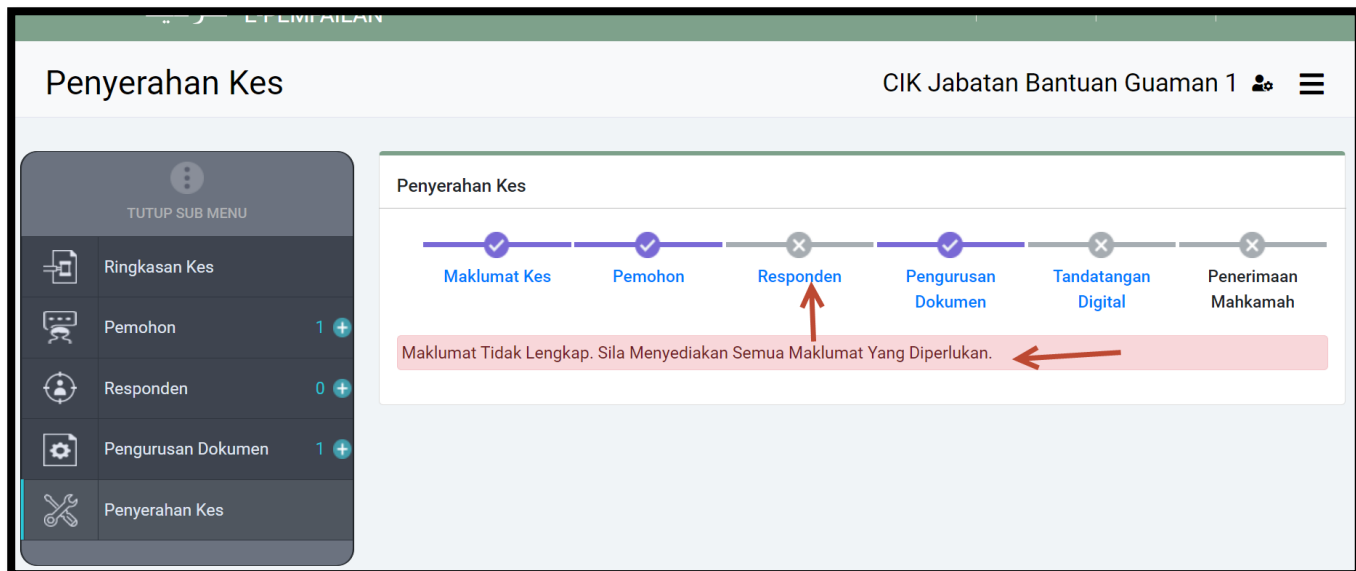 E-PEMFAILAN
Penyerahan Kes
CIK Jabatan Bantuan Guaman 1
TUTUP SUB MENU
Ringkasan Kes
Pemohon 1
Responden 0
Pengurusan Dokumen 1
Penyerahan Kes
Penyerahan Kes
Maklumat Kes
Pemohon
Responden
Pengurusan
Dokumen
Tandatangan
Digital
Penerimaan
Mahkamah
Maklumat Tidak Lengkap. Sila Menyediakan Semua Maklumat Yang Diperlukan.